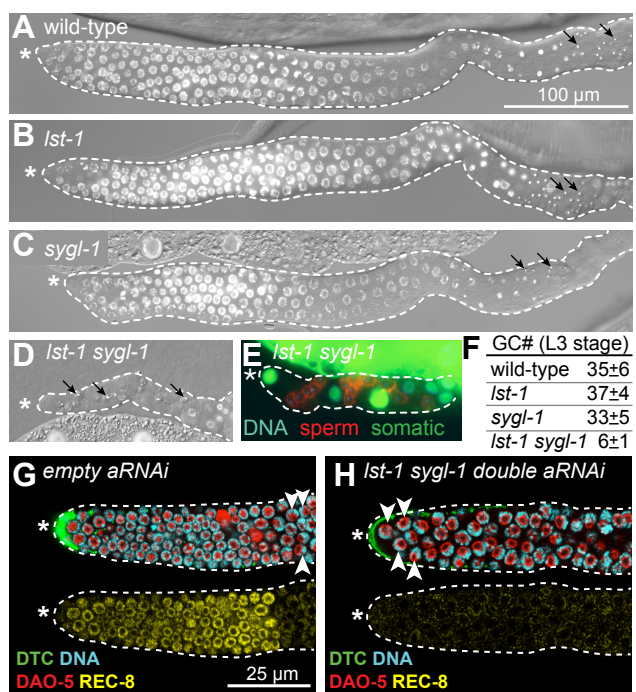 A wild-type
*
100 µm
B lst-1
*
C sygl-1
*
D lst-1 sygl-1
*
E lst-1 sygl-1
*
DNA sperm somatic
F GC# (L3 stage)
wild-type 35±6
lst-1 37±4
sygl-1 33±5
lst-1 sygl-1 6±1
G empty aRNAi
*
*
DTC DNA
DAO-5 REC-8
25 µm
H lst-1 sygl-1 double aRNAi
*
*
DTC DNA
DAO-5 REC-8